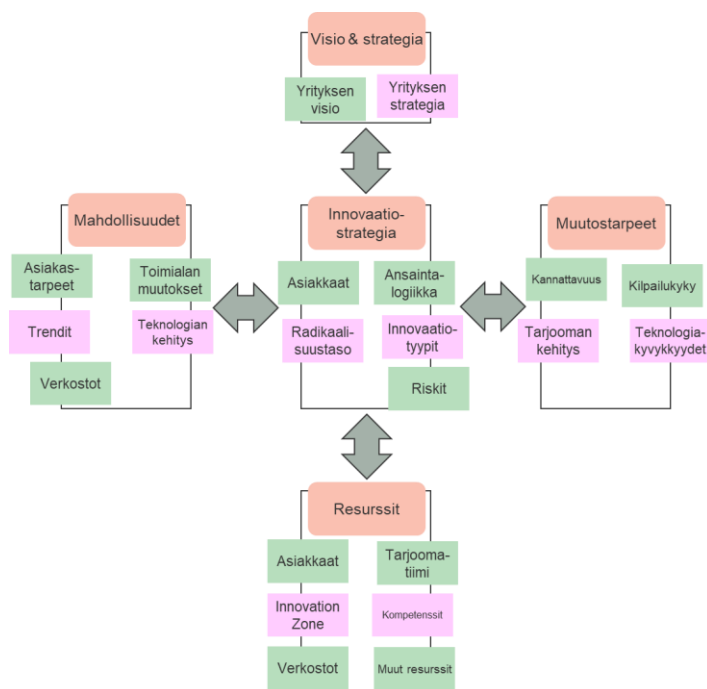 Visio & strategia
Yrityksen
visio
Yrityksen
strategia
Mahdollisuudet
Asiakas-
tarpeet
Toimialan
muutokset
Trendit
Teknologian
kehitys
Verkostot
Innovaatio-
strategia
Asiakkaat
Ansainta-
logiikka
Radikaali-
suustaso
Innovaatio-
tyypit
Riskit
Muutostarpeet
Kannattavuus
Kilpailukyky
Tarjooman
kehitys
Teknologia-
kyvykkyydet
Resurssit
Asiakkaat
Tarjooma-
tiimi
Innovation
Zone
Kompetenssit
Verkostot
Muut resurssit